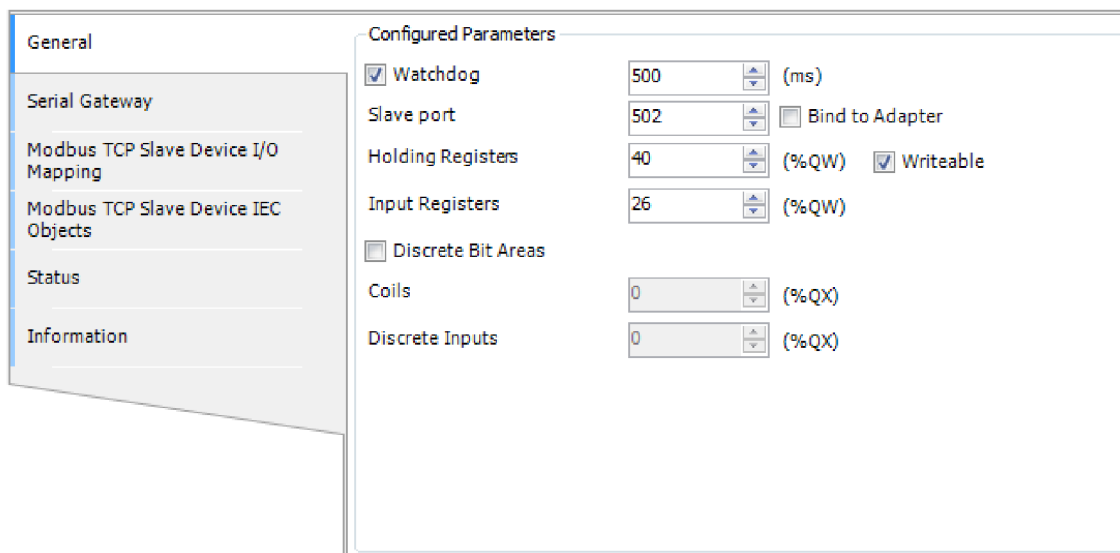 General
Serial Gateway
Modbus TCP Slave Device I/O
Mapping
Modbus TCP Slave Device IEC
Objects
Status
Information
Configured Parameters
Watchdog 500 (ms)
Slave port 502 Bind to Adapter
Holding Registers 40 (%QW) Writeable
Input Registers 26 (%QW)
Discrete Bit Areas
Coils 0 (%QX)
Discrete Inputs 0 (%QX)